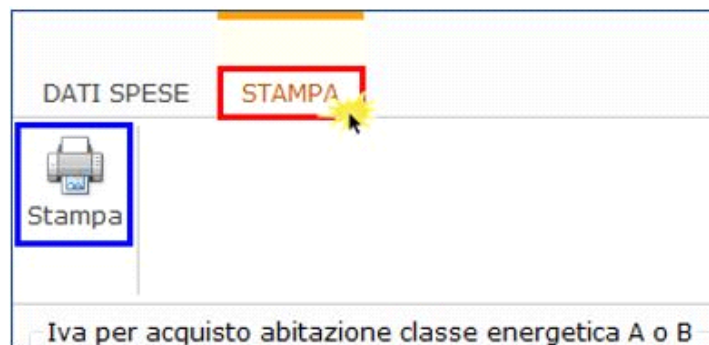 DATI SPESE STAMPA
Stampa
Iva per acquisto abitazione classe energetica A o B